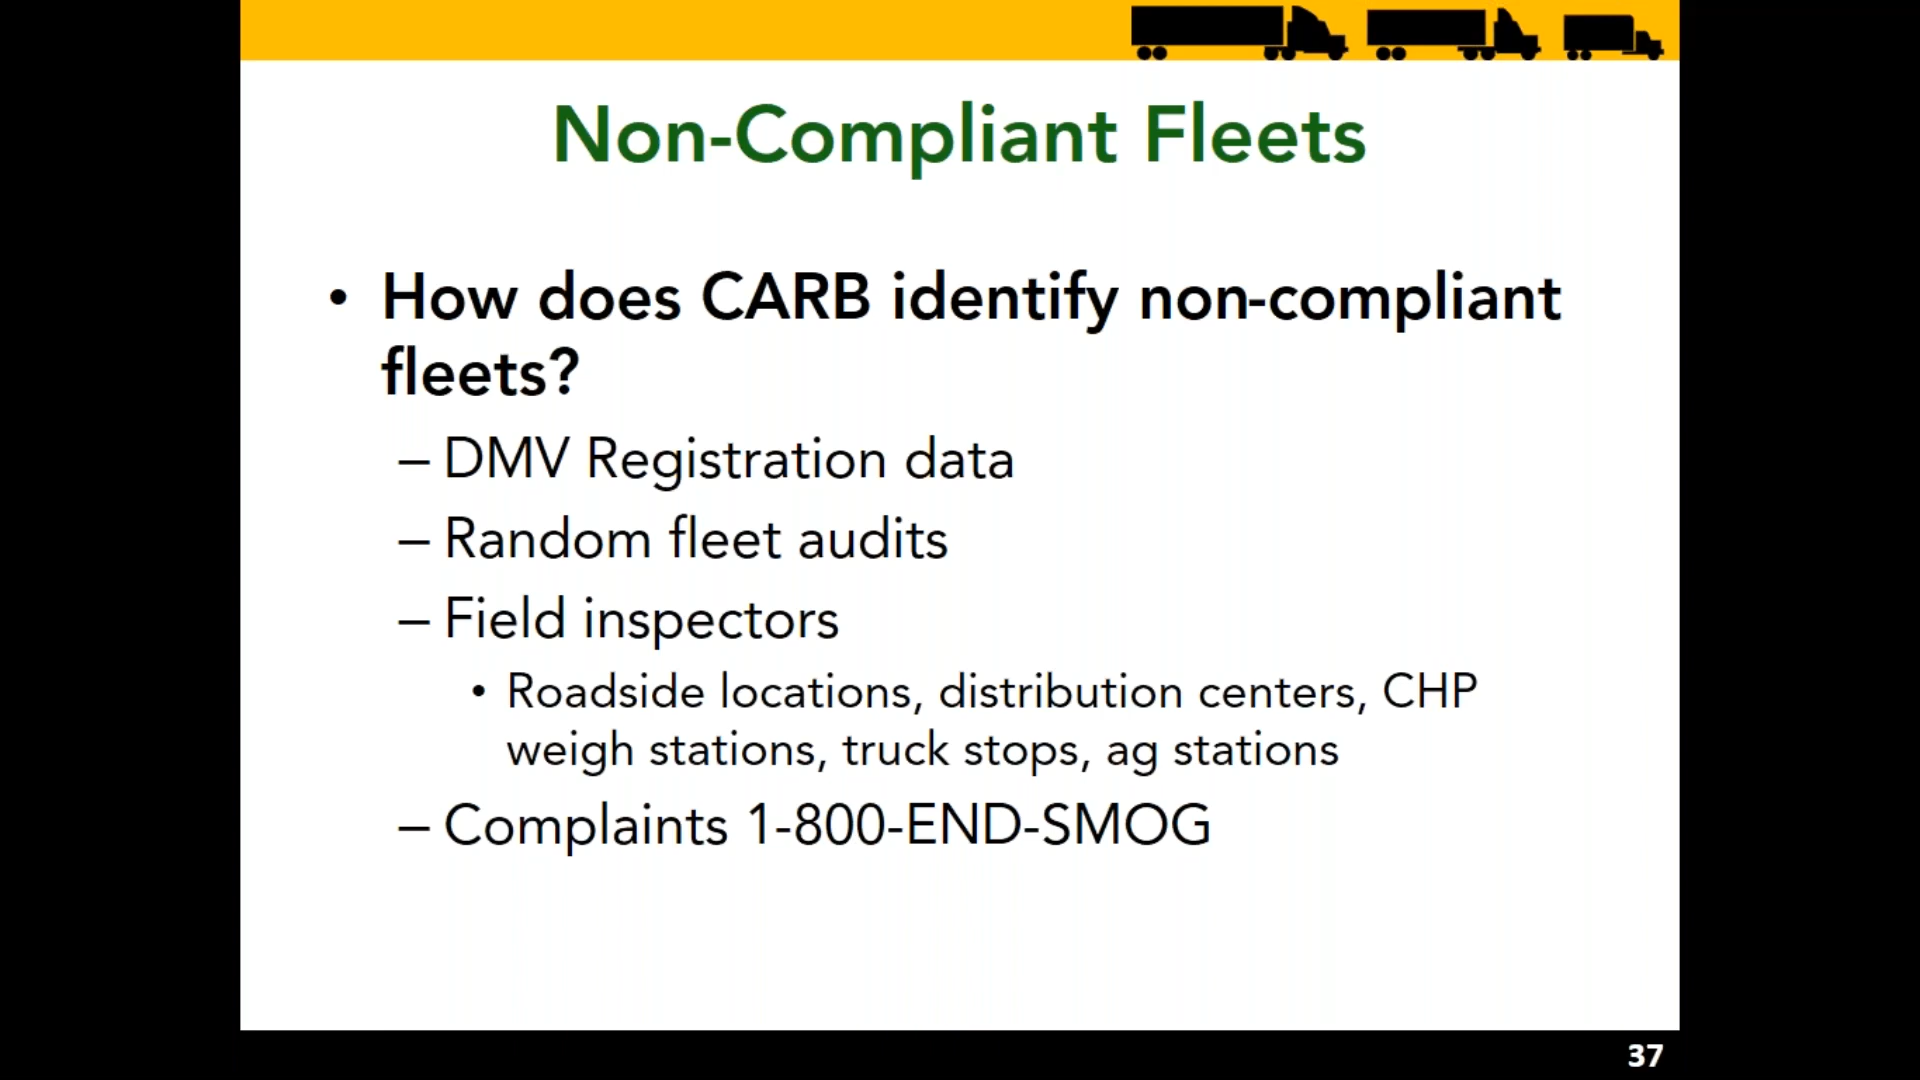 Non-Compliant Fleets
• How does CARB identify non-compliant
fleets?
– DMV Registration data
– Random fleet audits
– Field inspectors
• Roadside locations, distribution centers, CHP
weigh stations, truck stops, ag stations
– Complaints 1-800-END-SMOG
37